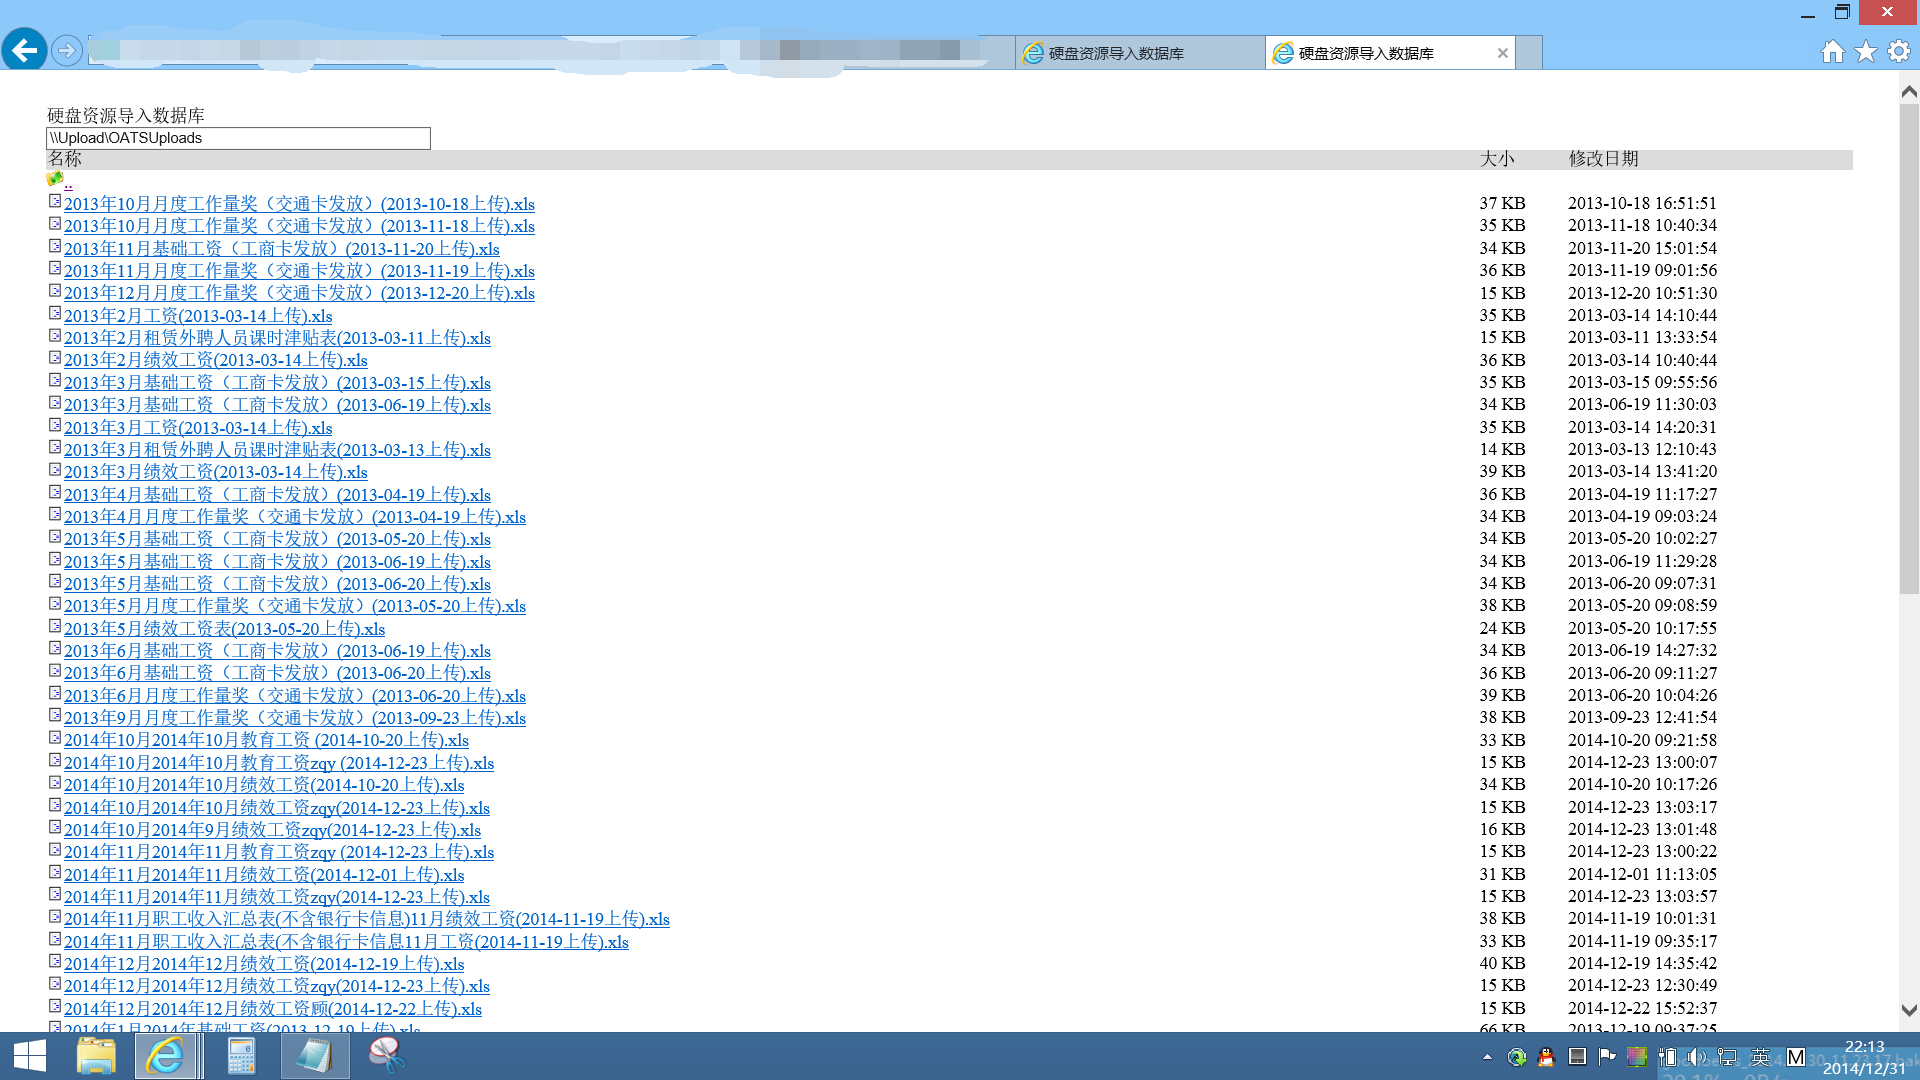 硬盘资源导入数据库
硬盘资源导入数据库
硬盘资源导入数据库
\\Upload\OATSUploads
名称 大小 修改日期
..
2013年10月月度工作量奖（交通卡发放）(2013-10-18上传).xls 37 KB 2013-10-18 16:51:51
2013年10月月度工作量奖（交通卡发放）(2013-11-18上传).xls 35 KB 2013-11-18 10:40:34
2013年11月基础工资（工商卡发放）(2013-11-20上传).xls 34 KB 2013-11-20 15:01:54
2013年11月月度工作量奖（交通卡发放）(2013-11-19上传).xls 36 KB 2013-11-19 09:01:56
2013年12月月度工作量奖（交通卡发放）(2013-12-20上传).xls 15 KB 2013-12-20 10:51:30
2013年2月工资(2013-03-14上传).xls 35 KB 2013-03-14 14:10:44
2013年2月租赁外聘人员课时津贴表(2013-03-11上传).xls 15 KB 2013-03-11 13:33:54
2013年2月绩效工资(2013-03-14上传).xls 36 KB 2013-03-14 10:40:44
2013年3月基础工资（工商卡发放）(2013-03-15上传).xls 35 KB 2013-03-15 09:55:56
2013年3月基础工资（工商卡发放）(2013-06-19上传).xls 34 KB 2013-06-19 11:30:03
2013年3月工资(2013-03-14上传).xls 35 KB 2013-03-14 14:20:31
2013年3月租赁外聘人员课时津贴表(2013-03-13上传).xls 14 KB 2013-03-13 12:10:43
2013年3月绩效工资(2013-03-14上传).xls 39 KB 2013-03-14 13:41:20
2013年4月基础工资（工商卡发放）(2013-04-19上传).xls 36 KB 2013-04-19 11:17:27
2013年4月月度工作量奖（交通卡发放）(2013-04-19上传).xls 34 KB 2013-04-19 09:03:24
2013年5月基础工资（工商卡发放）(2013-05-20上传).xls 34 KB 2013-05-20 10:02:27
2013年5月基础工资（工商卡发放）(2013-06-19上传).xls 34 KB 2013-06-19 11:29:28
2013年5月基础工资（工商卡发放）(2013-06-20上传).xls 34 KB 2013-06-20 09:07:31
2013年5月月度工作量奖（交通卡发放）(2013-05-20上传).xls 38 KB 2013-05-20 09:08:59
2013年5月绩效工资表(2013-05-20上传).xls 24 KB 2013-05-20 10:17:55
2013年6月基础工资（工商卡发放）(2013-06-19上传).xls 34 KB 2013-06-19 14:27:32
2013年6月基础工资（工商卡发放）(2013-06-20上传).xls 36 KB 2013-06-20 09:11:27
2013年6月月度工作量奖（交通卡发放）(2013-06-20上传).xls 39 KB 2013-06-20 10:04:26
2013年9月月度工作量奖（交通卡发放）(2013-09-23上传).xls 38 KB 2013-09-23 12:41:54
2014年10月2014年10月教育工资 (2014-10-20上传).xls 33 KB 2014-10-20 09:21:58
2014年10月2014年10月教育工资zqy (2014-12-23上传).xls 15 KB 2014-12-23 13:00:07
2014年10月2014年10月绩效工资(2014-10-20上传).xls 34 KB 2014-10-20 10:17:26
2014年10月2014年10月绩效工资zqy(2014-12-23上传).xls 15 KB 2014-12-23 13:03:17
2014年10月2014年9月绩效工资zqy(2014-12-23上传).xls 16 KB 2014-12-23 13:01:48
2014年11月2014年11月教育工资zqy (2014-12-23上传).xls 15 KB 2014-12-23 13:00:22
2014年11月2014年11月绩效工资(2014-12-01上传).xls 31 KB 2014-12-01 11:13:05
2014年11月2014年11月绩效工资zqy(2014-12-23上传).xls 15 KB 2014-12-23 13:03:57
2014年11月职工收入汇总表(不含银行卡信息)11月绩效工资(2014-11-19上传).xls 38 KB 2014-11-19 10:01:31
2014年11月职工收入汇总表(不含银行卡信息11月工资(2014-11-19上传).xls 33 KB 2014-11-19 09:35:17
2014年12月2014年12月绩效工资(2014-12-19上传).xls 40 KB 2014-12-19 14:35:42
2014年12月2014年12月绩效工资zqy(2014-12-23上传).xls 15 KB 2014-12-23 12:30:49
2014年12月2014年12月绩效工资顾(2014-12-22上传).xls 15 KB 2014-12-22 15:52:37
2014年1月2014年基础工资(2013-12-19上传).xls 66 KB 2013-12-19 09:37:25
英 M
22:13
2014/12/31